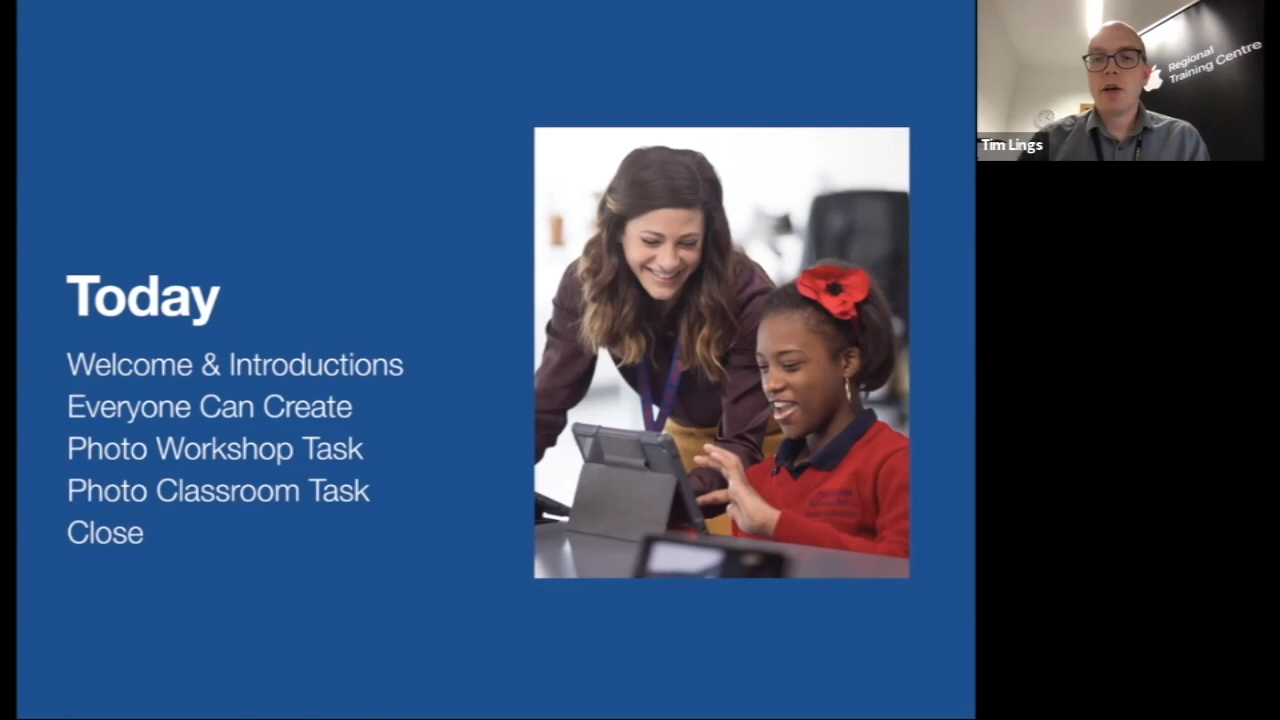 Today
Welcome & Introductions
Everyone Can Create
Photo Workshop Task
Photo Classroom Task
Close
Regional
Training Centre
Tim Lings